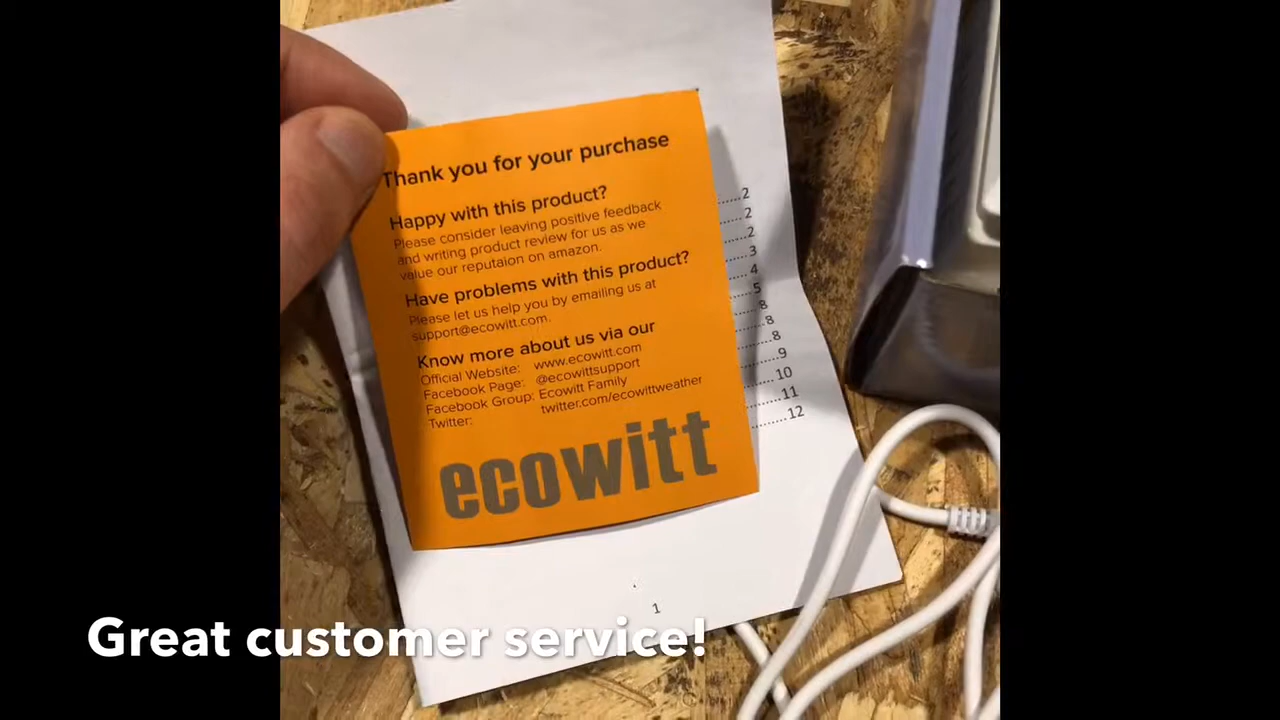 Thank you for your purchase
Happy with this product?
Please consider leaving positive feedback
and writing product review for us as we
value our reputaion on amazon.
Have problems with this product?
Please let us help you by emailing us at
support@ecowitt.com.
Know more about us via our
Official Website: www.ecowitt.com
Facebook Page: @ecowittsupport
Facebook Group: Ecowitt Family
Twitter: twitter.com/ecowittweather
ecowitt
......2
......2
......2
......3
......4
......5
......8
......8
......8
......9
......10
......11
......12
1
Great customer service!